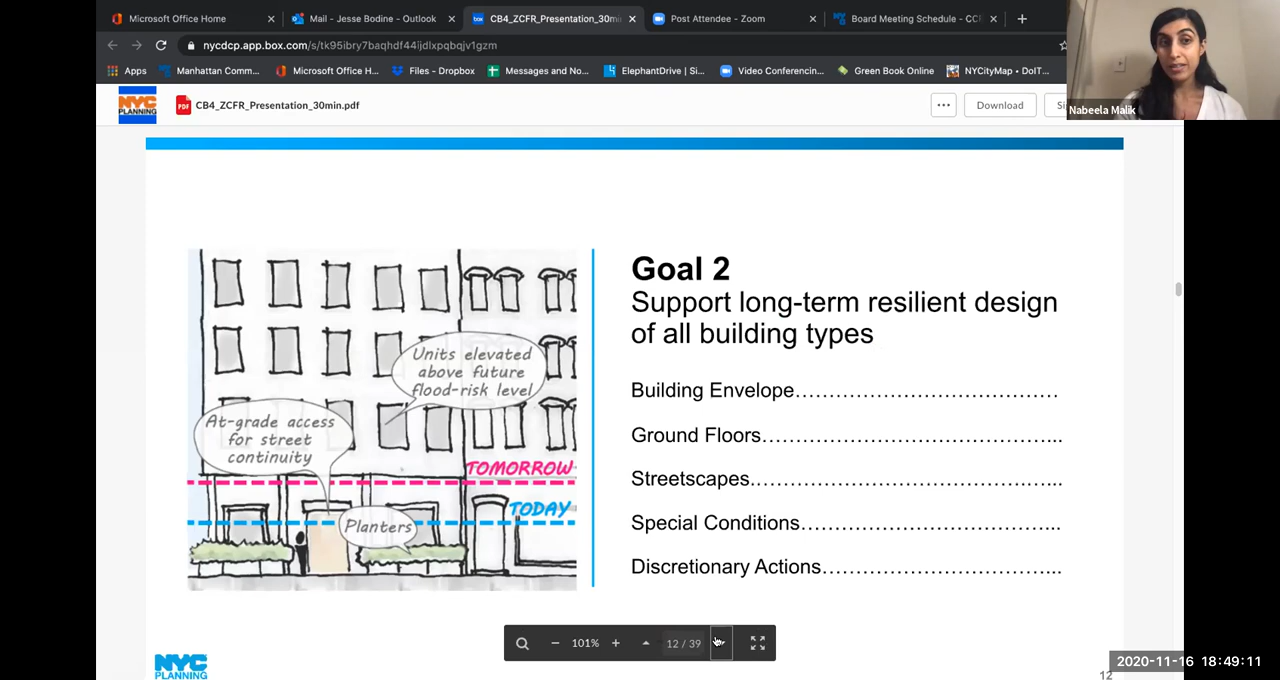 Microsoft Office Home
Mail - Jesse Bodine - Outlook
box
CB4_ZCFR_Presentation_30mi
Post Attendee - Zoom
Board Meeting Schedule - CC
nycdcp.app.box.com/s/tk95ibry7baqhdf44ijdlxpqbqjv1gzm
Apps
Manhattan Comm...
Microsoft Office H...
Files - Dropbox
Messages and No...
ElephantDrive | Si...
Video Conferencin...
Green Book Online
NYCityMap • DoIT...
Nabeela Malik
NYC
PLANNING
PDF
CB4_ZCFR_Presentation_30min.pdf
...
Download
Goal 2
Support long-term resilient design
of all building types
Building Envelope……………………………………
Ground Floors……………………………………...
Streetscapes……………………………………...
Special Conditions……………………………………...
Discretionary Actions……………………………………...
Units elevated
above future
flood-risk level
At-grade access
for street
continuity
TOMORROW
TODAY
Planters
101%
12 / 39
NYC
PLANNING
12
2020-11-16 18:49:11